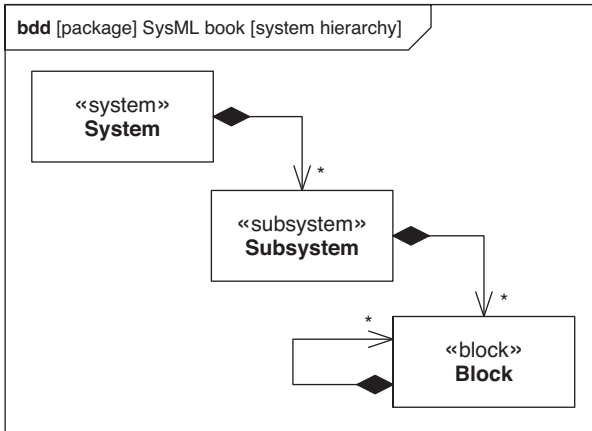 bdd [package] SysML book [system hierarchy]
«system»
System
*
«subsystem»
Subsystem
*
*
«block»
Block